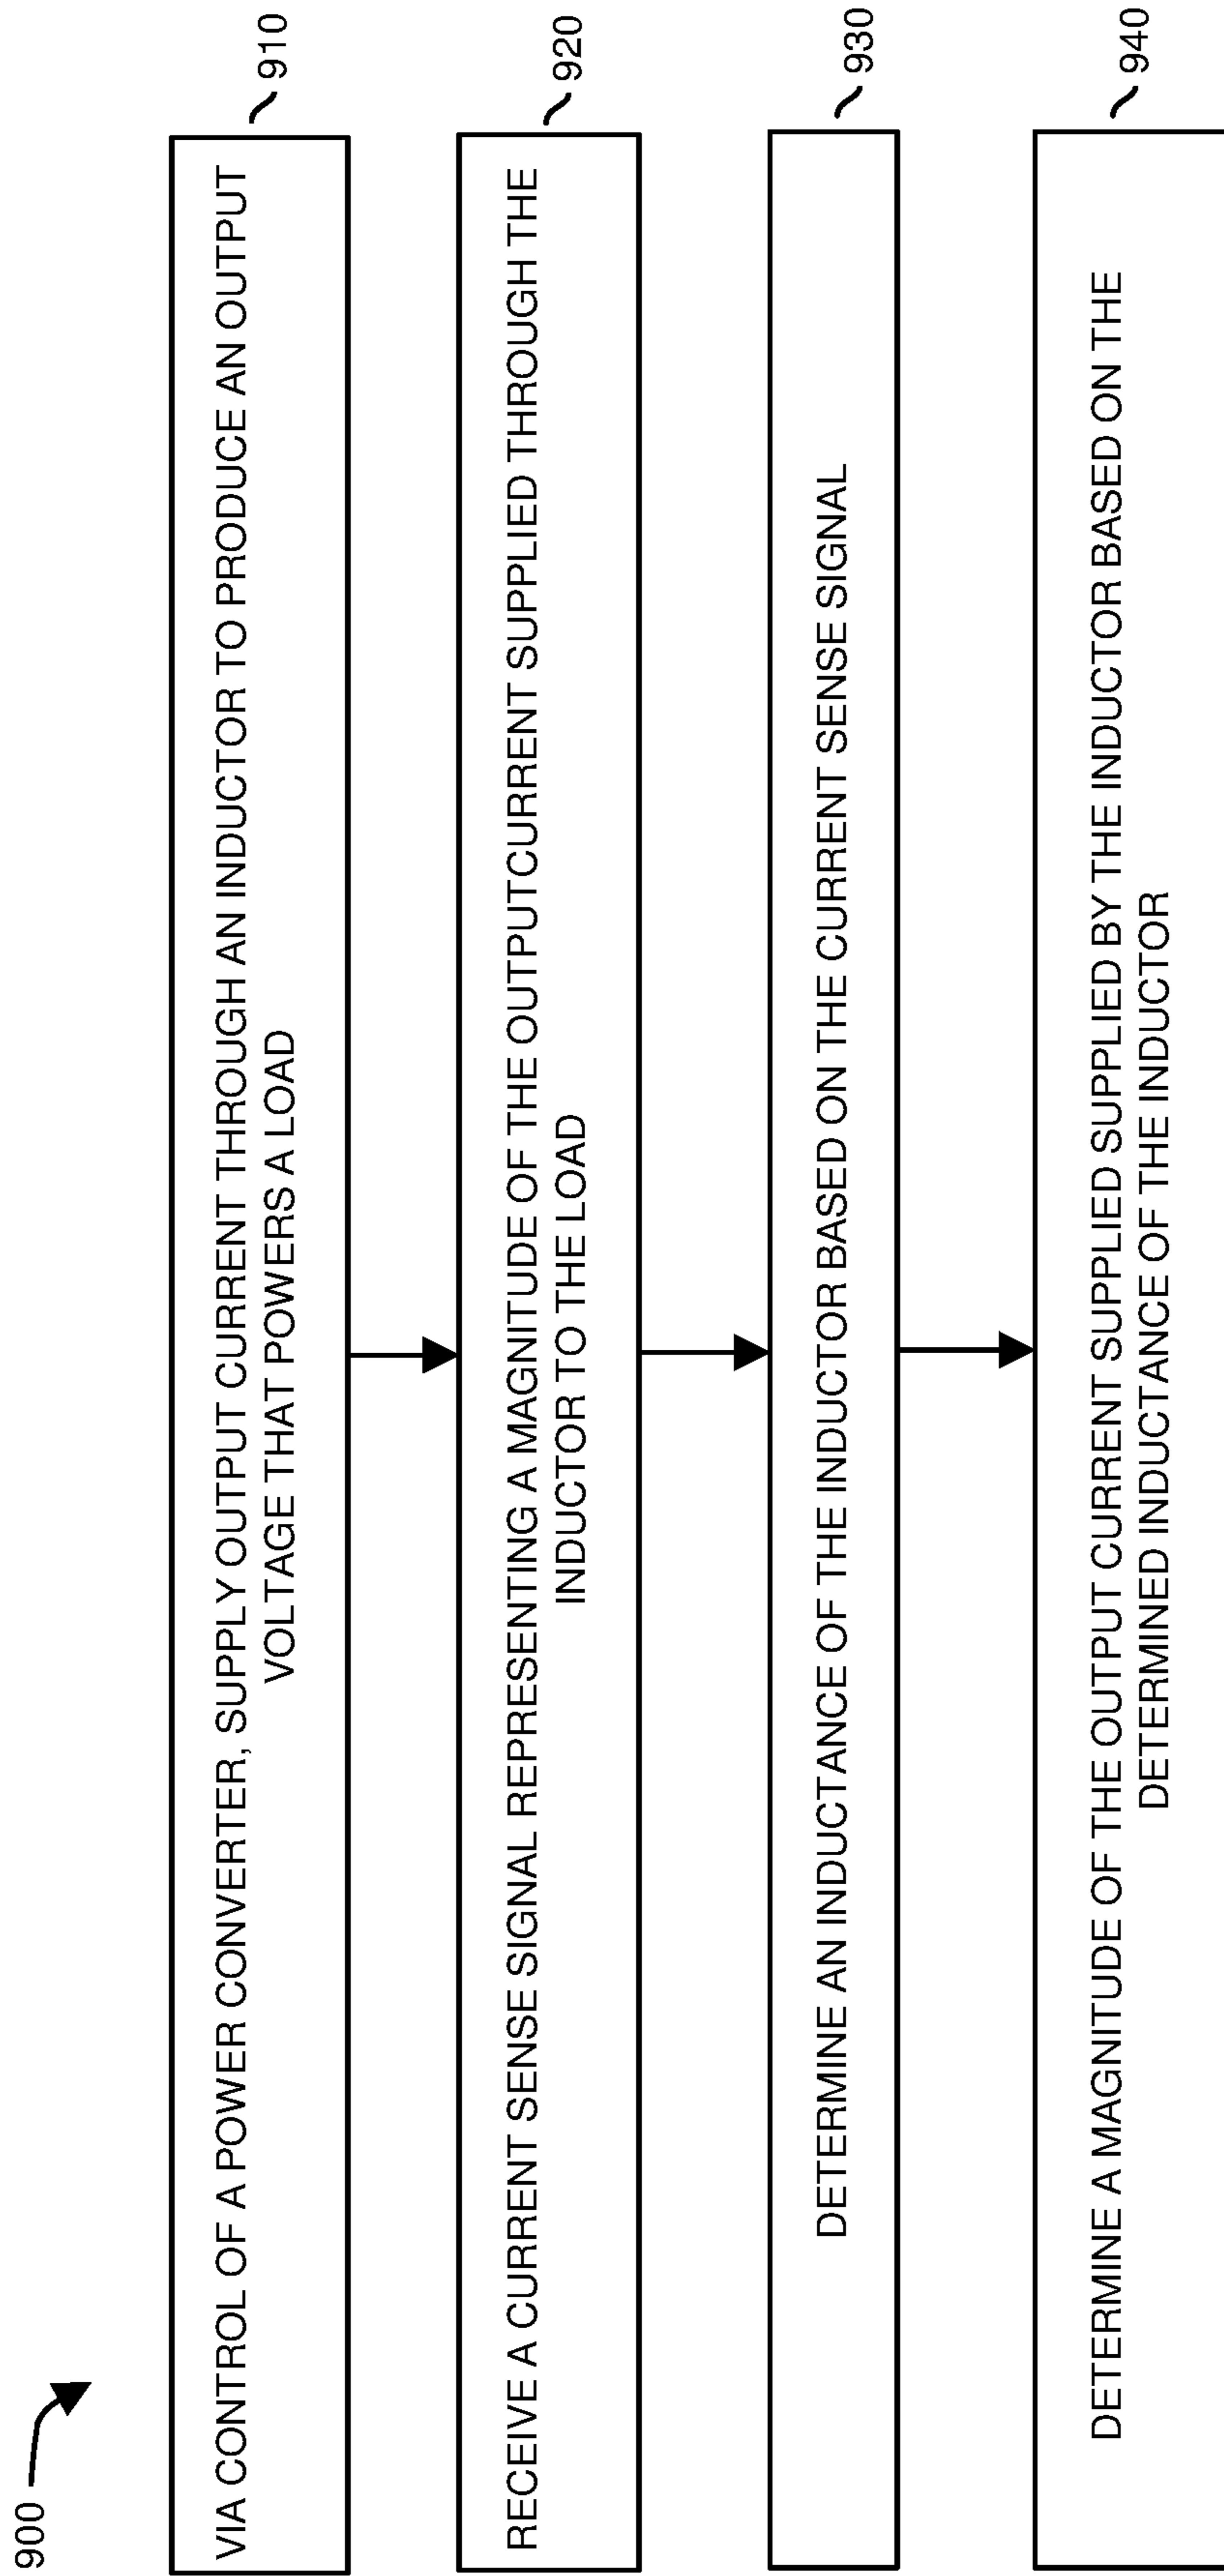 900
VIA CONTROL OF A POWER CONVERTER, SUPPLY OUTPUT CURRENT THROUGH AN INDUCTOR TO PRODUCE AN OUTPUT
VOLTAGE THAT POWERS A LOAD
910
RECEIVE A CURRENT SENSE SIGNAL REPRESENTING A MAGNITUDE OF THE OUTPUTCURRENT SUPPLIED THROUGH THE
INDUCTOR TO THE LOAD
920
DETERMINE AN INDUCTANCE OF THE INDUCTOR BASED ON THE CURRENT SENSE SIGNAL
930
DETERMINE A MAGNITUDE OF THE OUTPUT CURRENT SUPPLIED SUPPLIED BY THE INDUCTOR BASED ON THE
DETERMINED INDUCTANCE OF THE INDUCTOR
940